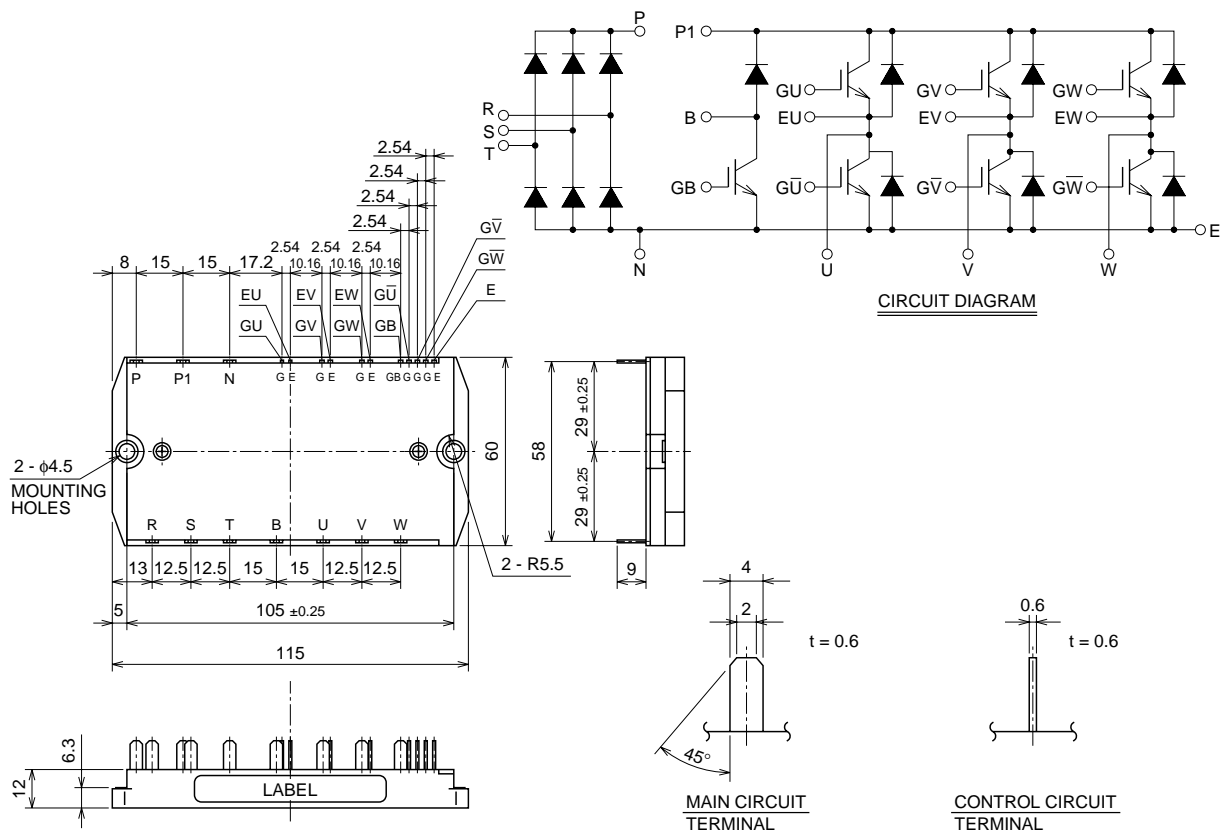 P
P1
R
S
T
B
GB
GU
EU
GU̅
GV
EV
GV̅
GW
EW
GW̅
E
N
U
V
W
CIRCUIT DIAGRAM
2.54
2.54
2.54
2.54
8
15
15
17.2
2.54
10.16
2.54
10.16
2.54
10.16
GV̅
GW̅
E
EU
EV
EW
GU̅
GU
GV
GW
GB
P
P1
N
G E
G E
G E
GB G G G E
2 - ϕ4.5
MOUNTING
HOLES
60
R
S
T
B
U
V
W
2 - R5.5
13
12.5
12.5
15
15
12.5
12.5
5
105 ±0.25
115
58
29 ±0.25
29 ±0.25
9
6.3
12
LABEL
4
2
t = 0.6
45°
MAIN CIRCUIT
TERMINAL
0.6
t = 0.6
CONTROL CIRCUIT
TERMINAL